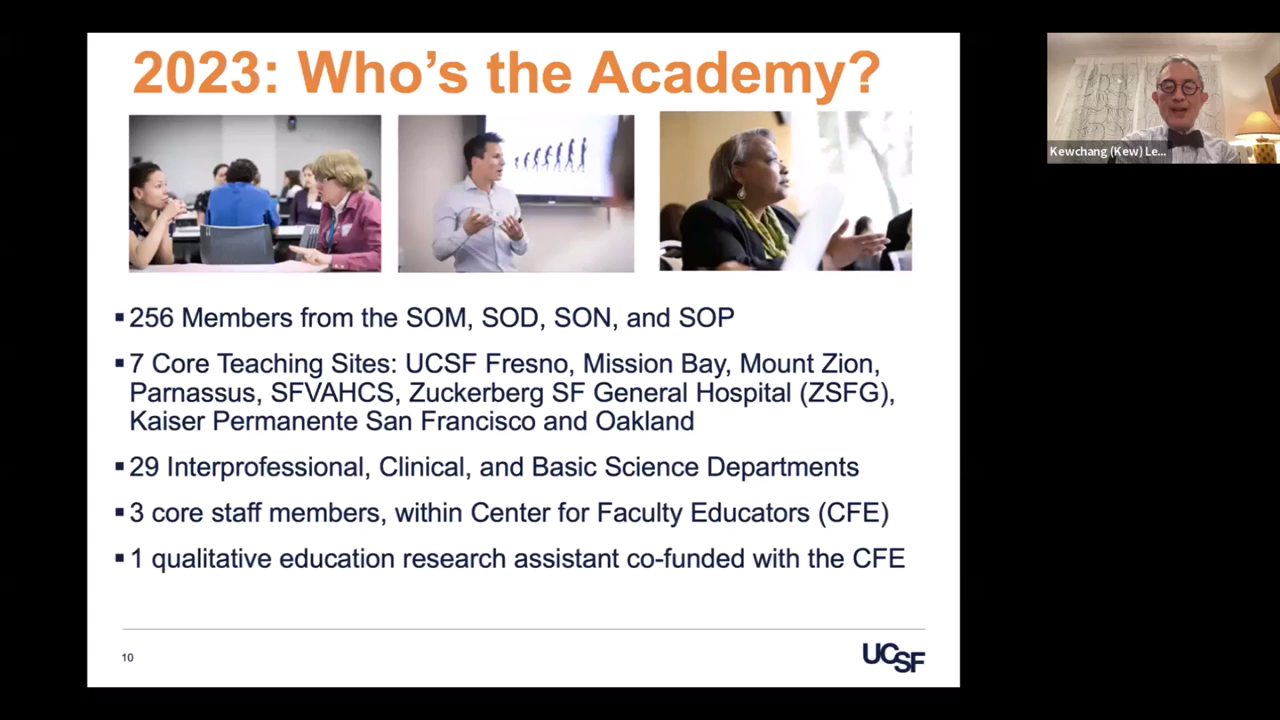 2023: Who's the Academy?
Kewchang (Kew) Le...
▪ 256 Members from the SOM, SOD, SON, and SOP
▪ 7 Core Teaching Sites: UCSF Fresno, Mission Bay, Mount Zion,
Parnassus, SFVAHCS, Zuckerberg SF General Hospital (ZSFG),
Kaiser Permanente San Francisco and Oakland
▪ 29 Interprofessional, Clinical, and Basic Science Departments
▪ 3 core staff members, within Center for Faculty Educators (CFE)
▪ 1 qualitative education research assistant co-funded with the CFE
10
UCSF